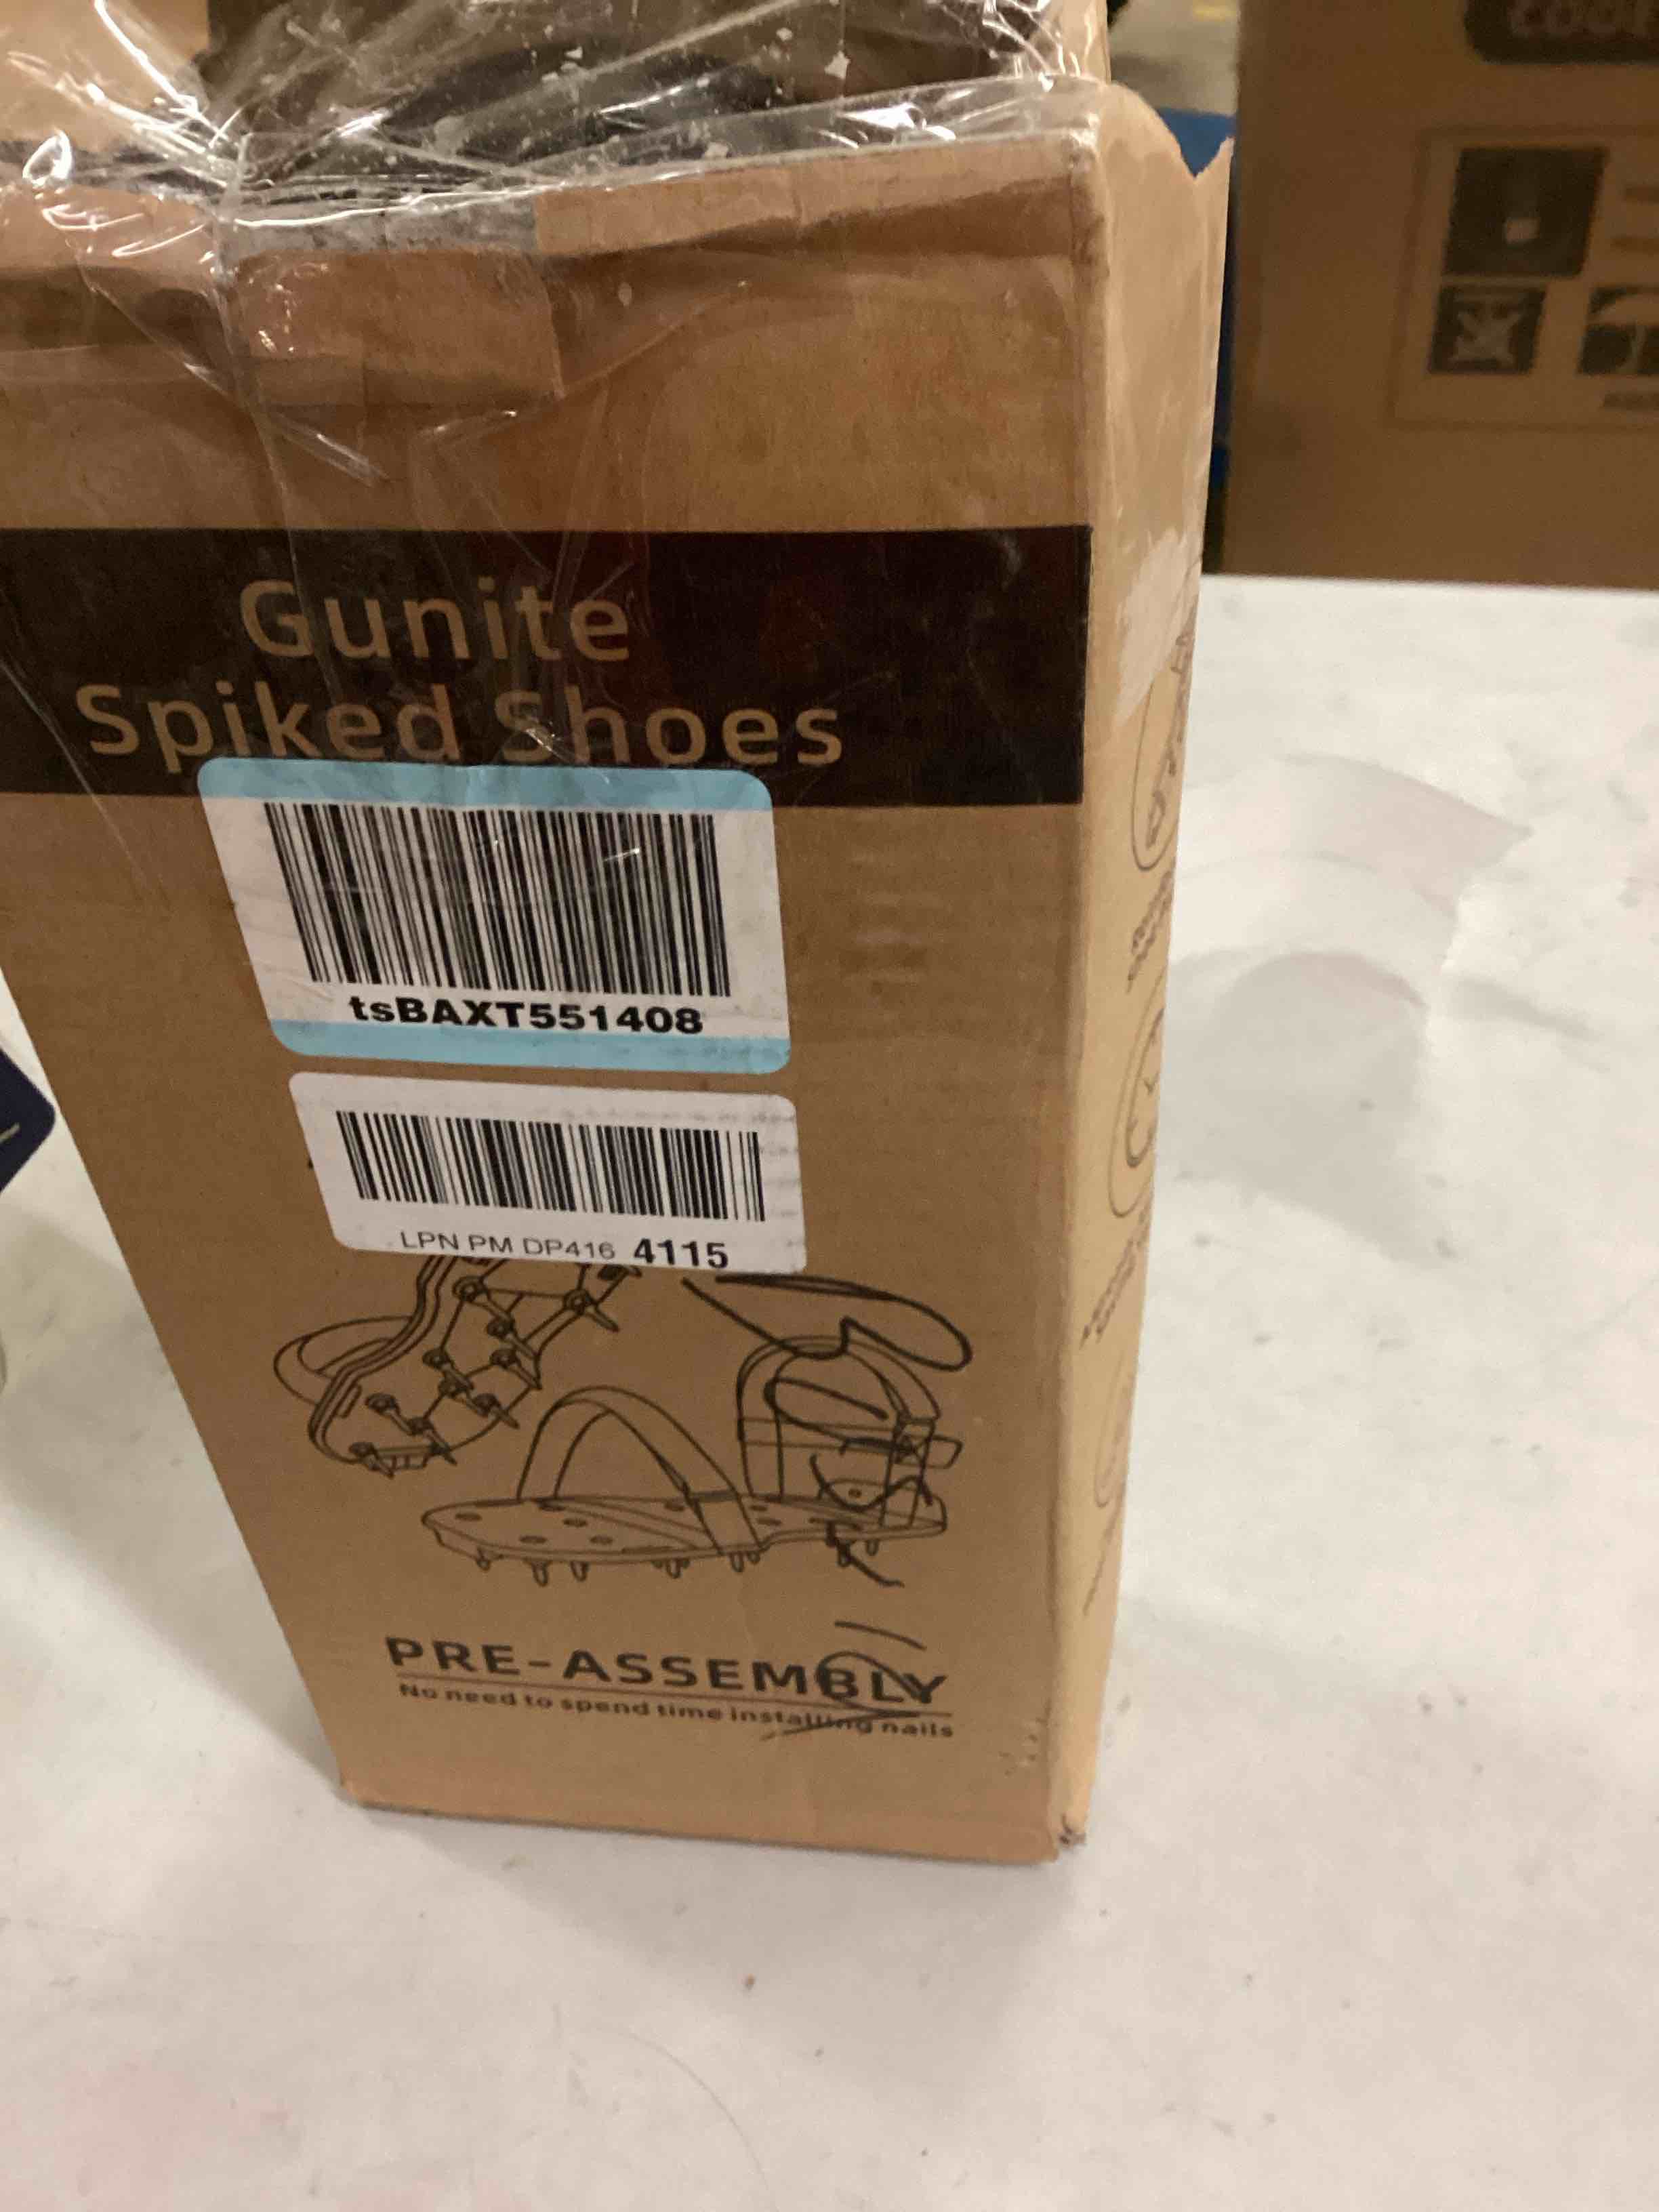 Gunite
Spiked Shoes
tsBAXT551408
LPN PM DP416 4115
PRE-ASSEMBLY
No need to spend time installing nails